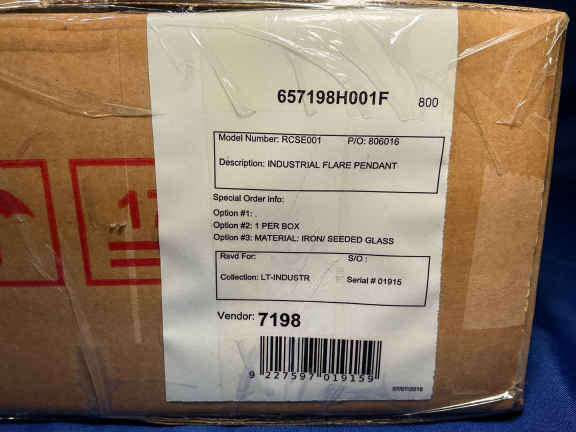 657198H001F 800
Model Number: RCSE001 P/O: 806016
Description: INDUSTRIAL FLARE PENDANT
Special Order Info:
Option #1: .
Option #2: 1 PER BOX
Option #3: MATERIAL: IRON/ SEEDED GLASS
Rsvd For: S/O :
Collection: LT-INDUSTR Serial # 01915
Vendor: 7198
9 227597 019159
17